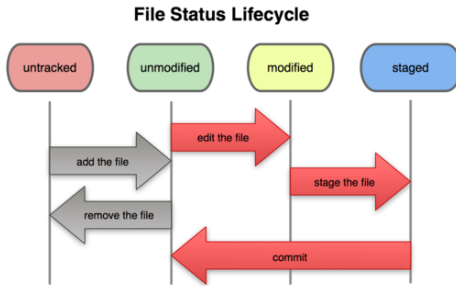 File Status Lifecycle
untracked
unmodified
modified
staged
edit the file
add the file
stage the file
remove the file
commit